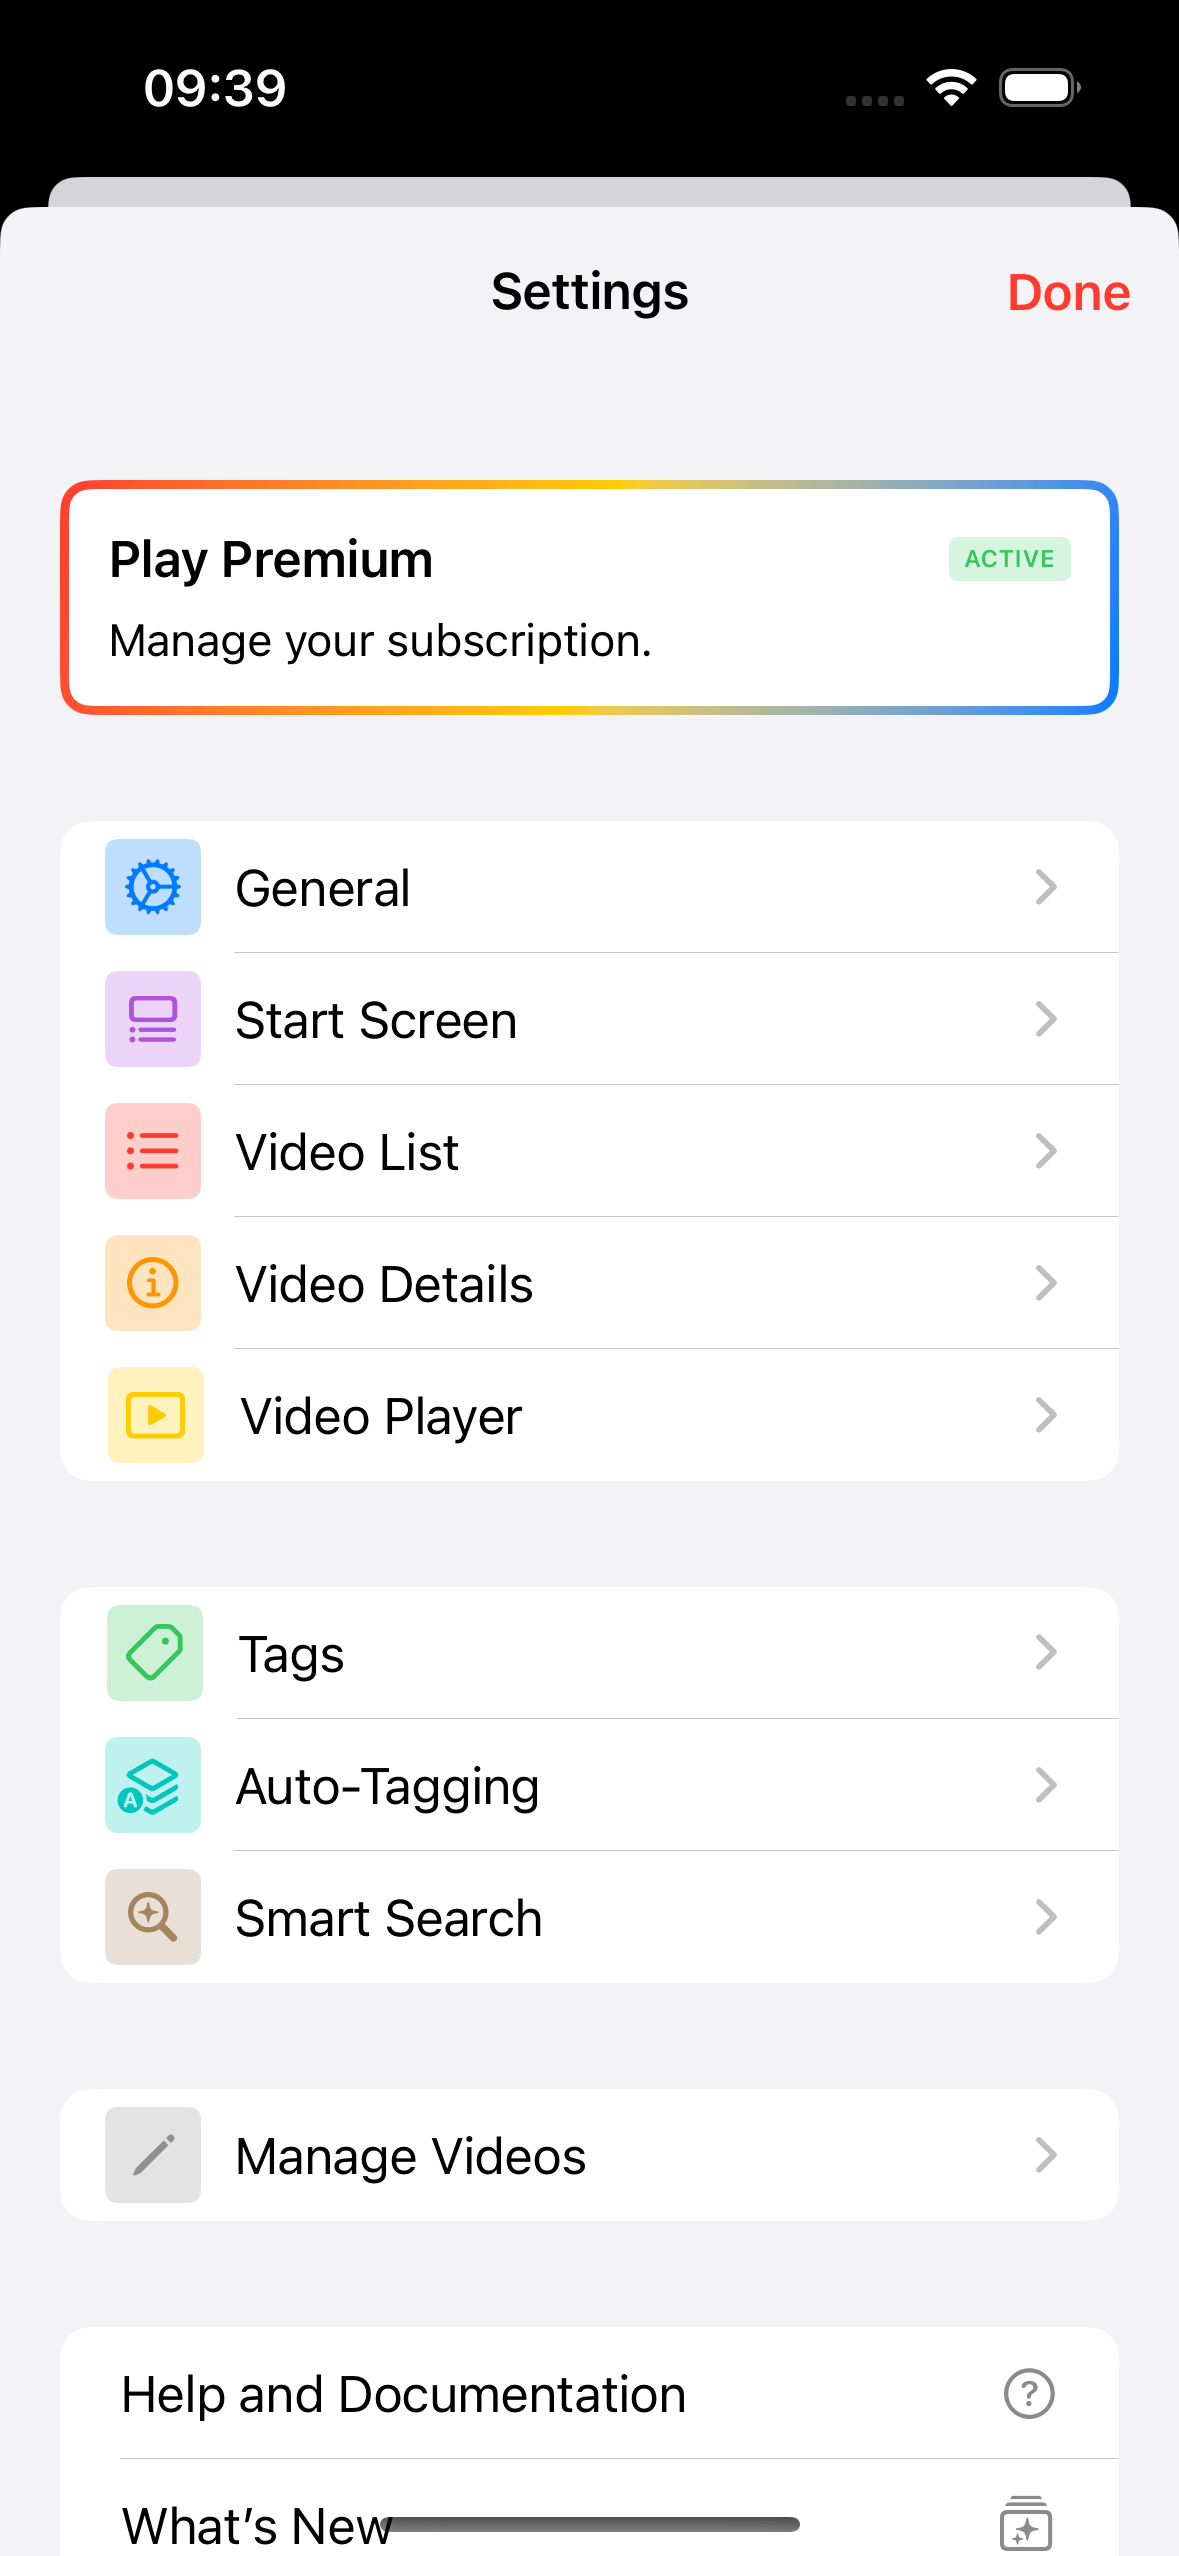 09:39
Settings
Done
Play Premium
ACTIVE
Manage your subscription.
General
Start Screen
Video List
Video Details
Video Player
Tags
A
Auto-Tagging
Smart Search
Manage Videos
Help and Documentation
?
What’s New